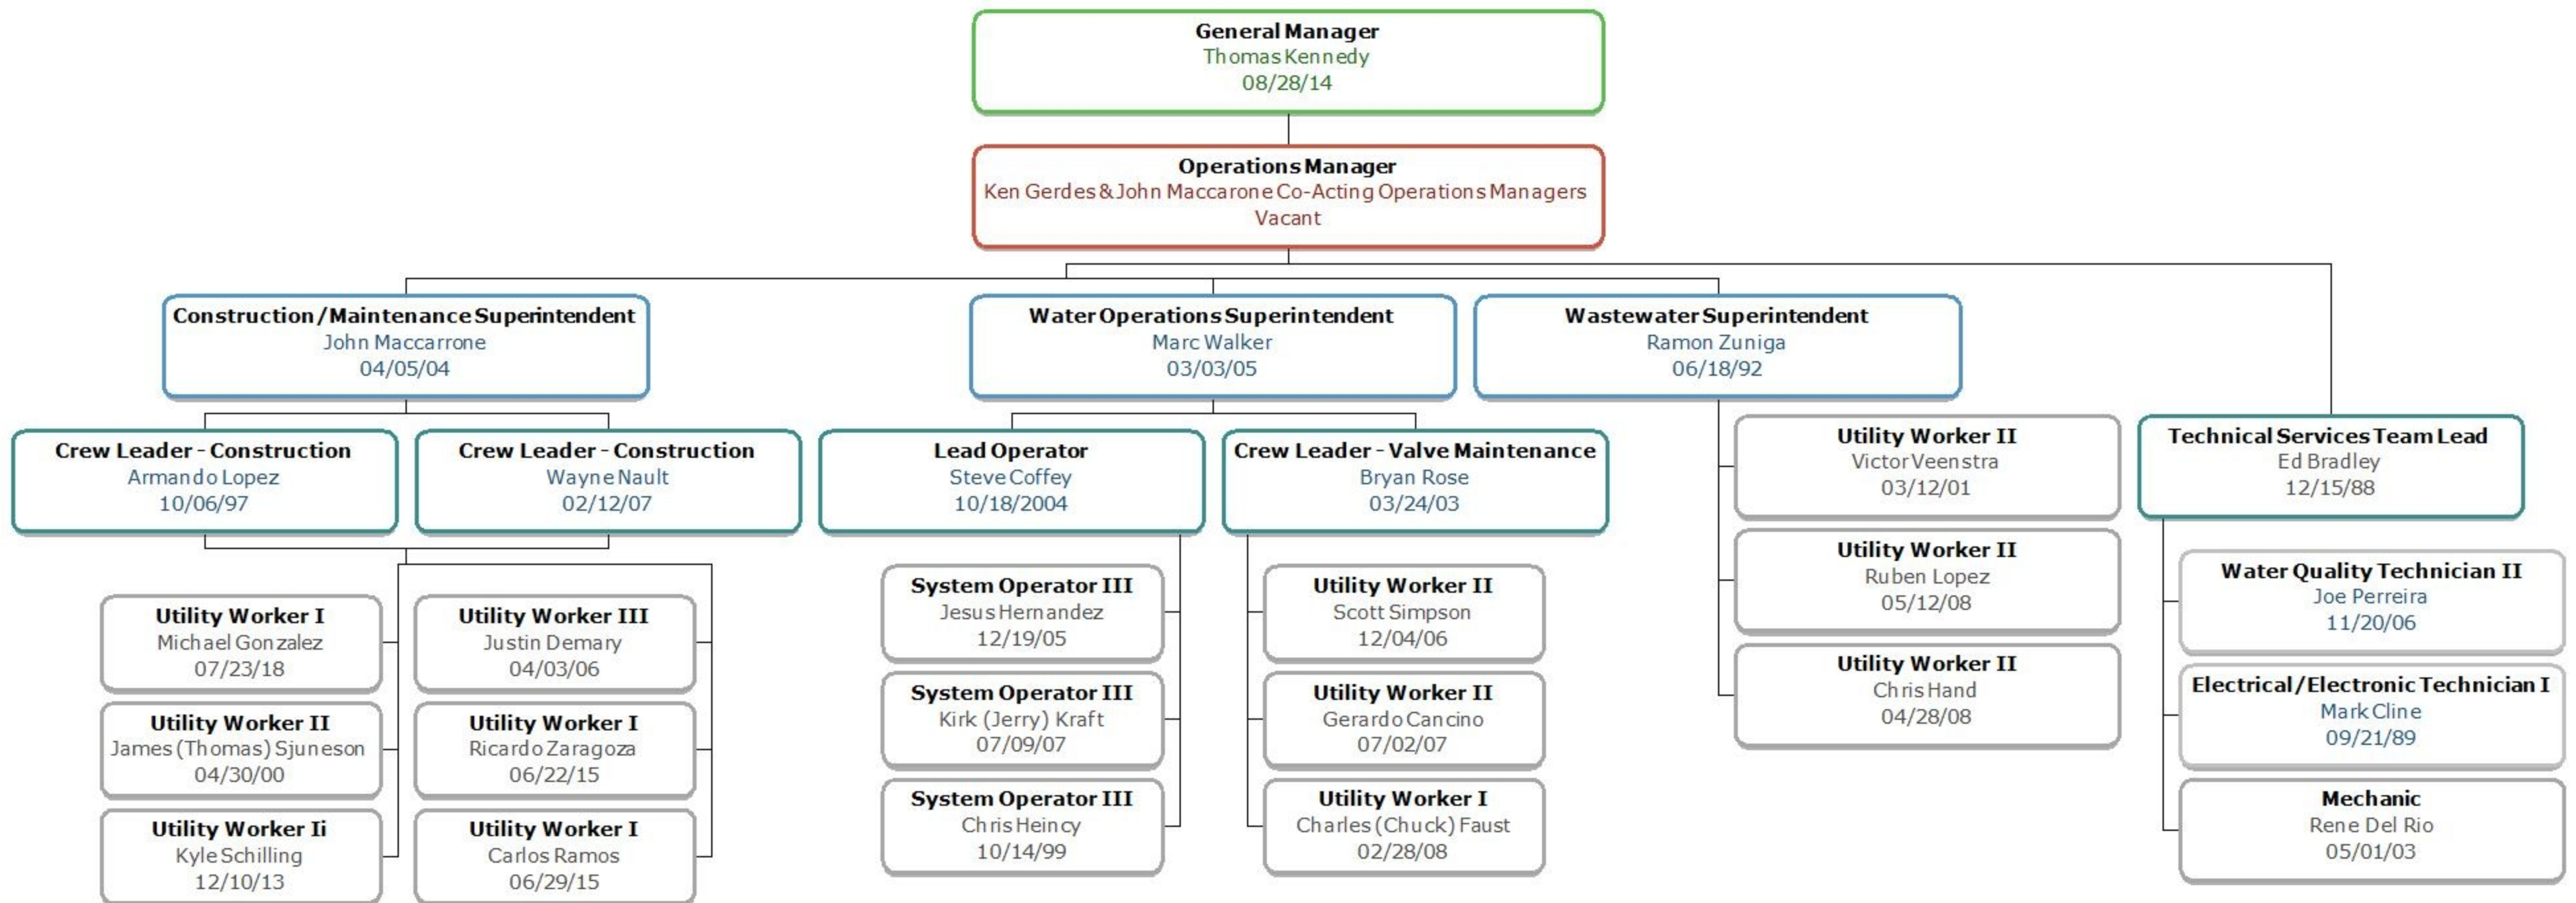 General Manager
Thomas Kennedy
08/28/14
Operations Manager
Ken Gerdes & John Maccarone Co-Acting Operations Managers
Vacant
Construction/Maintenance Superintendent
John Maccarrone
04/05/04
Water Operations Superintendent
Marc Walker
03/03/05
Wastewater Superintendent
Ramon Zuniga
06/18/92
Crew Leader - Construction
Armando Lopez
10/06/97
Crew Leader - Construction
Wayne Nault
02/12/07
Lead Operator
Steve Coffey
10/18/2004
Crew Leader - Valve Maintenance
Bryan Rose
03/24/03
Utility Worker II
Victor Veenstra
03/12/01
Technical Services Team Lead
Ed Bradley
12/15/88
Utility Worker I
Michael Gonzalez
07/23/18
Utility Worker II
James (Thomas) Sjuneson
04/30/00
Utility Worker Ii
Kyle Schilling
12/10/13
Utility Worker III
Justin Demary
04/03/06
Utility Worker I
Ricardo Zaragoza
06/22/15
Utility Worker I
Carlos Ramos
06/29/15
System Operator III
Jesus Hernandez
12/19/05
System Operator III
Kirk (Jerry) Kraft
07/09/07
System Operator III
Chris Heincy
10/14/99
Utility Worker II
Scott Simpson
12/04/06
Utility Worker II
Gerardo Cancino
07/02/07
Utility Worker I
Charles (Chuck) Faust
02/28/08
Utility Worker II
Ruben Lopez
05/12/08
Utility Worker II
Chris Hand
04/28/08
Water Quality Technician II
Joe Perreira
11/20/06
Electrical/Electronic Technician I
Mark Cline
09/21/89
Mechanic
Rene Del Rio
05/01/03